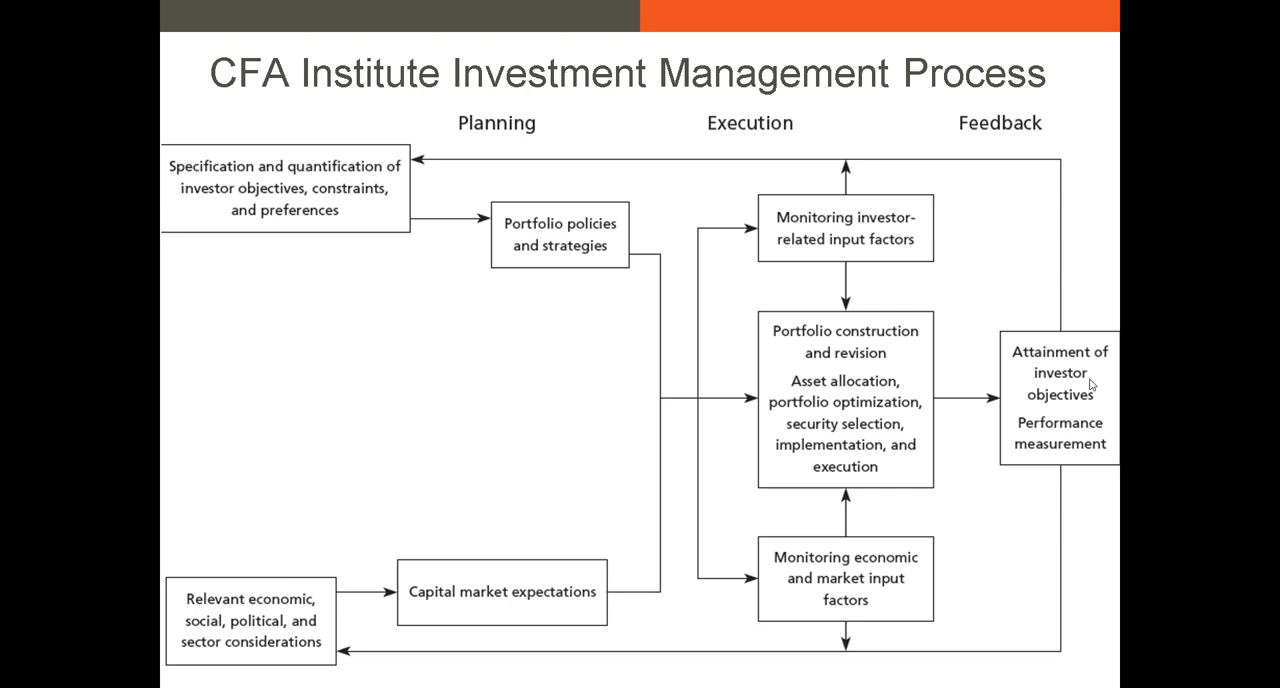 CFA Institute Investment Management Process
Planning
Execution
Feedback
Specification and quantification of
investor objectives, constraints,
and preferences
Portfolio policies
and strategies
Monitoring investor-
related input factors
Portfolio construction
and revision
Asset allocation,
portfolio optimization,
security selection,
implementation, and
execution
Attainment of
investor
objectives
Performance
measurement
Monitoring economic
and market input
factors
Capital market expectations
Relevant economic,
social, political, and
sector considerations